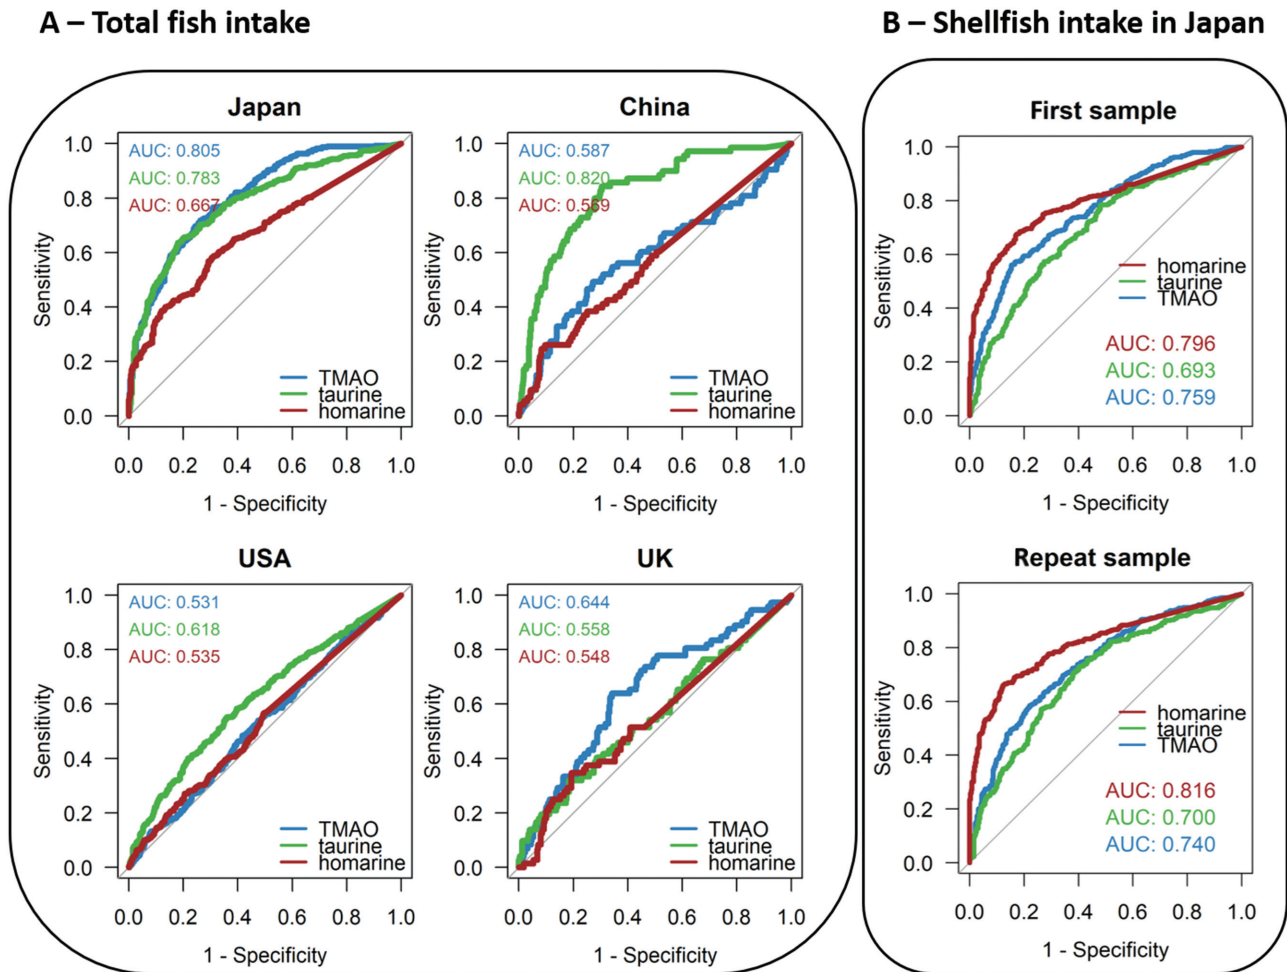 A – Total fish intake
B – Shellfish intake in Japan
Japan
AUC: 0.805
AUC: 0.783
AUC: 0.667
TMAO
taurine
homarine
Sensitivity
0.0 0.2 0.4 0.6 0.8 1.0
0.0 0.2 0.4 0.6 0.8 1.0
1 - Specificity
China
AUC: 0.587
AUC: 0.820
AUC: 0.569
TMAO
taurine
homarine
Sensitivity
0.0 0.2 0.4 0.6 0.8 1.0
0.0 0.2 0.4 0.6 0.8 1.0
1 - Specificity
USA
AUC: 0.531
AUC: 0.618
AUC: 0.535
TMAO
taurine
homarine
Sensitivity
0.0 0.2 0.4 0.6 0.8 1.0
0.0 0.2 0.4 0.6 0.8 1.0
1 - Specificity
UK
AUC: 0.644
AUC: 0.558
AUC: 0.548
TMAO
taurine
homarine
Sensitivity
0.0 0.2 0.4 0.6 0.8 1.0
0.0 0.2 0.4 0.6 0.8 1.0
1 - Specificity
First sample
homarine
taurine
TMAO
AUC: 0.796
AUC: 0.693
AUC: 0.759
Sensitivity
0.0 0.2 0.4 0.6 0.8 1.0
0.0 0.2 0.4 0.6 0.8 1.0
1 - Specificity
Repeat sample
homarine
taurine
TMAO
AUC: 0.816
AUC: 0.700
AUC: 0.740
Sensitivity
0.0 0.2 0.4 0.6 0.8 1.0
0.0 0.2 0.4 0.6 0.8 1.0
1 - Specificity